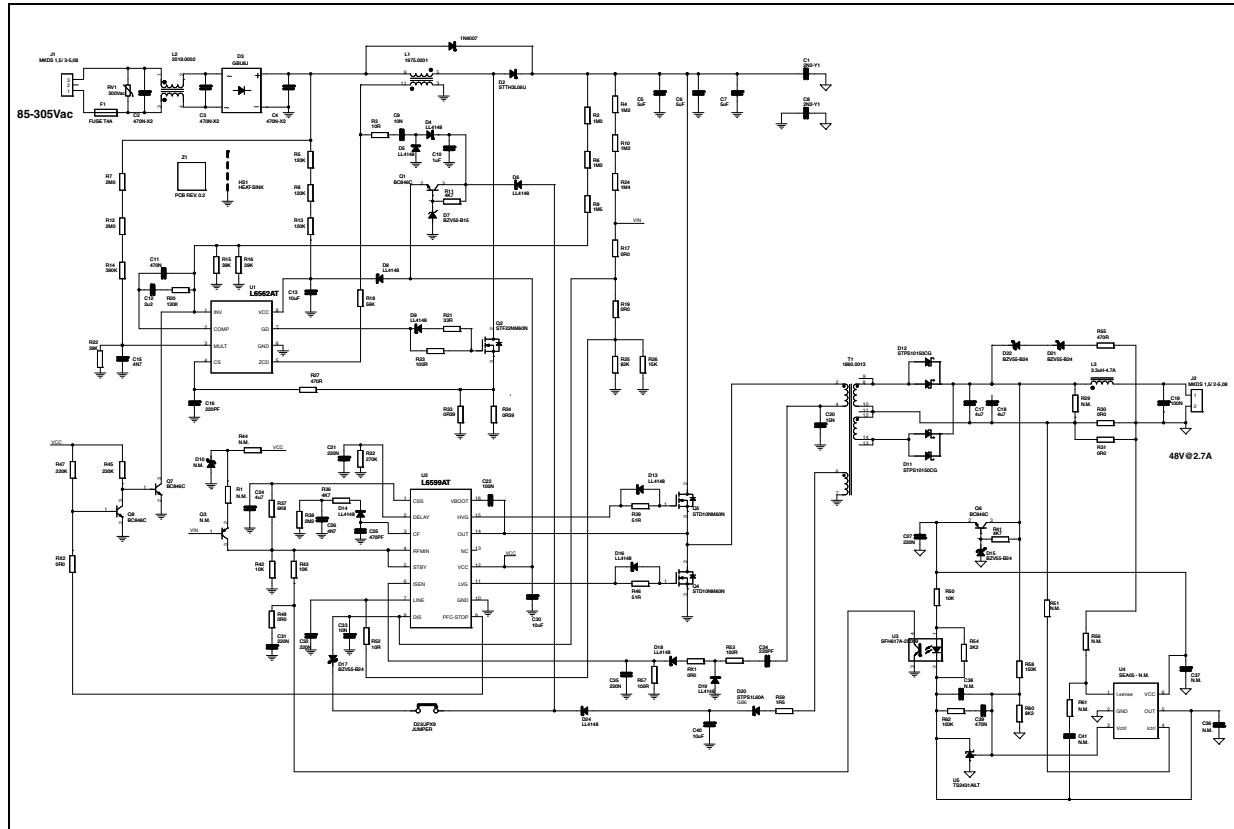 J1
MKDS 1,5/ 3-5,08
85-305Vac
F1
FUSE T4A
RV1
300Vac
C2
470N-X2
L2
2019.0002
C3
470N-X2
D3
GBU8J
C4
470N-X2
1N4007
L1
1975.0001
D2
STTH3L06U
C1
2N2-Y1
C8
2N2-Y1
C5
5uF
C6
5uF
C7
5uF
R2
1M0
R6
1M0
R9
1M5
R4
1M2
R10
1M2
R24
1M4
VIN
R17
0R0
R19
0R0
R25
82K
R26
15K
R3
10R
C9
10N
D4
LL4148
D5
LL4148
C10
1uF
Q1
BC846C
R11
4K7
D7
BZV55-B15
D6
LL4148
Z1
PCB REV. 0.2
HS1
HEAT-SINK
R5
120K
R8
120K
R13
120K
R7
2M0
R12
2M0
R14
390K
R22
39K
C15
4N7
C11
470N
C12
2u2
R20
120K
R15
39K
R16
39K
C13
10uF
D8
LL4148
R18
56K
U1
L6562AT
INV
COMP
MULT
CS
VCC
GD
GND
ZCD
D9
LL4148
R21
33R
R23
100R
Q2
STF22NM60N
R27
470R
C16
220PF
R33
0R39
R34
0R39
T1
1860.0013
D12
STPS10150CG
D11
STPS10150CG
C20
15N
D22
BZV55-B24
D21
BZV55-B24
R55
470R
L3
3.3uH-4.7A
C17
4u7
C18
4u7
R29
N.M.
R30
0R0
R31
0R0
C19
100N
J2
MKDS 1,5/ 2-5,08
48V@2.7A
VCC
R47
220K
R45
220K
Q7
BC846C
Q8
BC846C
RX2
0R0
D10
N.M.
R44
N.M.
VCC
R1
N.M.
Q3
N.M.
VIN
C24
4u7
R37
6K8
R42
10K
R43
10K
R49
0R0
C31
220N
C21
220N
R32
270K
R36
4K7
R38
2M2
C26
4N7
D14
LL4148
C25
470PF
U2
L6599AT
CSS
DELAY
CF
RFMIN
STBY
ISEN
LINE
DIS
VBOOT
HVG
OUT
NC
VCC
LVG
GND
PFC-STOP
C22
100N
VCC
C30
10uF
C32
220N
C33
10N
R52
10R
D17
BZV55-B24
D23\JPX9
JUMPER
D13
LL4148
R39
51R
Q5
STD10NM60N
D16
LL4148
R46
51R
Q4
STD10NM60N
D18
LL4148
RX1
0R0
R53
100R
C34
220PF
C35
220N
R57
100R
D19
LL4148
D20
STPS1L60A
GB6
R59
1R5
D24
LL4148
C40
10uF
C27
220N
Q6
BC846C
R41
4K7
D15
BZV55-B24
R50
10K
U3
SFH617A-2X009
R54
2K2
R51
N.M.
R56
N.M.
R58
150K
R60
8K2
C38
N.M.
R62
100K
C39
470N
U5
TS2431AILT
R61
N.M.
C41
N.M.
U4
SEA05 - N.M.
I.sense
GND
Vctrl
VCC
OUT
Ictrl
C37
N.M.
C36
N.M.